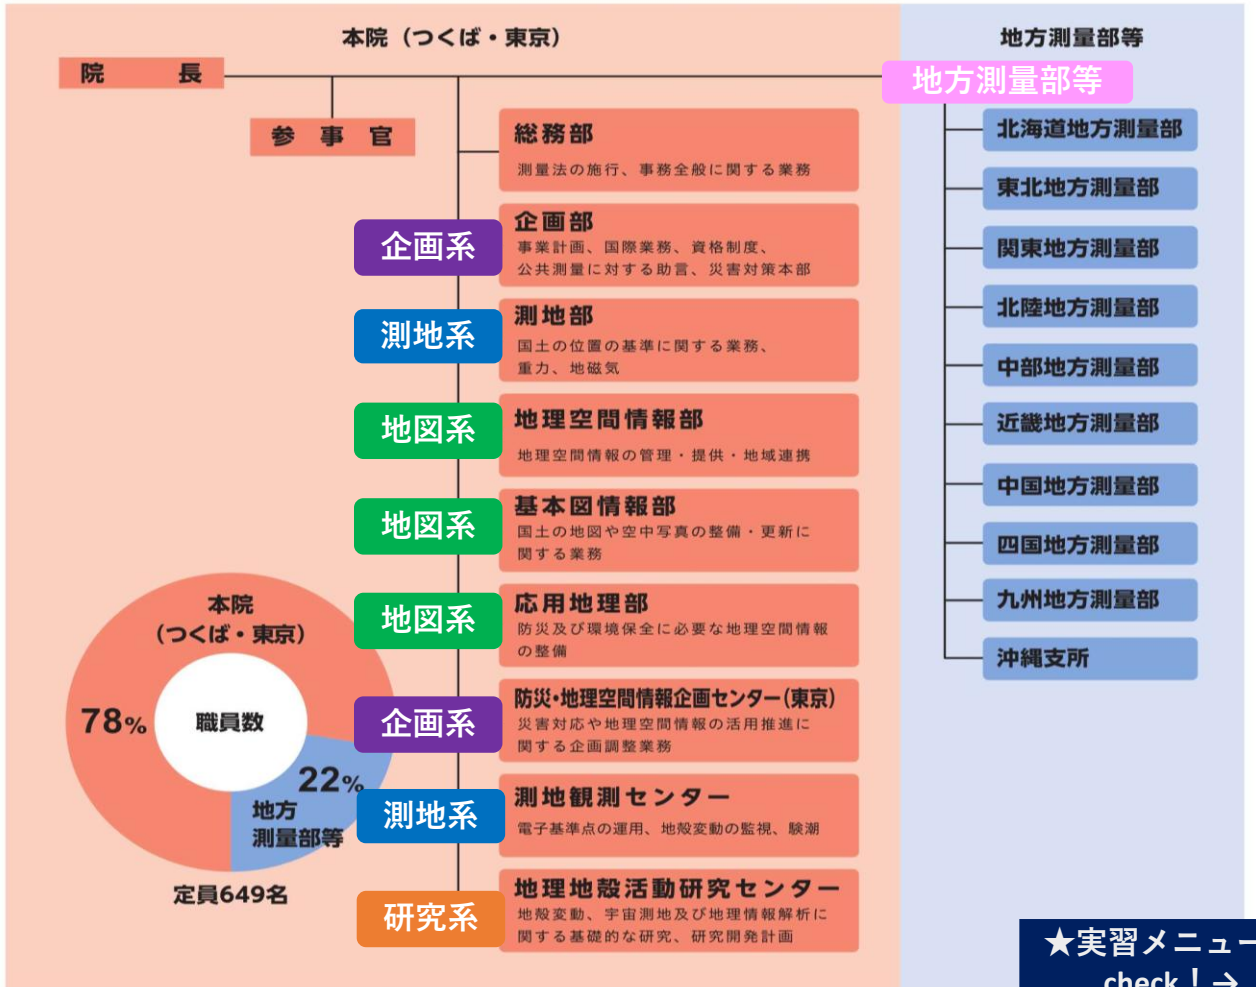 本院（つくば・東京）
院長
参事官
総務部
測量法の施行、事務全般に関する業務
企画系
企画部
事業計画、国際業務、資格制度、
公共測量に対する助言、災害対策本部
測地系
測地部
国土の位置の基準に関する業務、
重力、地磁気
地図系
地理空間情報部
地理空間情報の管理・提供・地域連携
地図系
基本図情報部
国土の地図や空中写真の整備・更新に
関する業務
地図系
応用地理部
防災及び環境保全に必要な地理空間情報
の整備
企画系
防災・地理空間情報企画センター（東京）
災害対応や地理空間情報の活用推進に
関する企画調整業務
測地系
測地観測センター
電子基準点の運用、地殻変動の監視、験潮
研究系
地理地殻活動研究センター
地殻変動、宇宙測地及び地理情報解析に
関する基礎的な研究、研究開発計画
本院
（つくば・東京）
78%
職員数
22%
地方
測量部等
定員649名
地方測量部等
地方測量部等
北海道地方測量部
東北地方測量部
関東地方測量部
北陸地方測量部
中部地方測量部
近畿地方測量部
中国地方測量部
四国地方測量部
九州地方測量部
沖縄支所
★実習メニュー
check！→